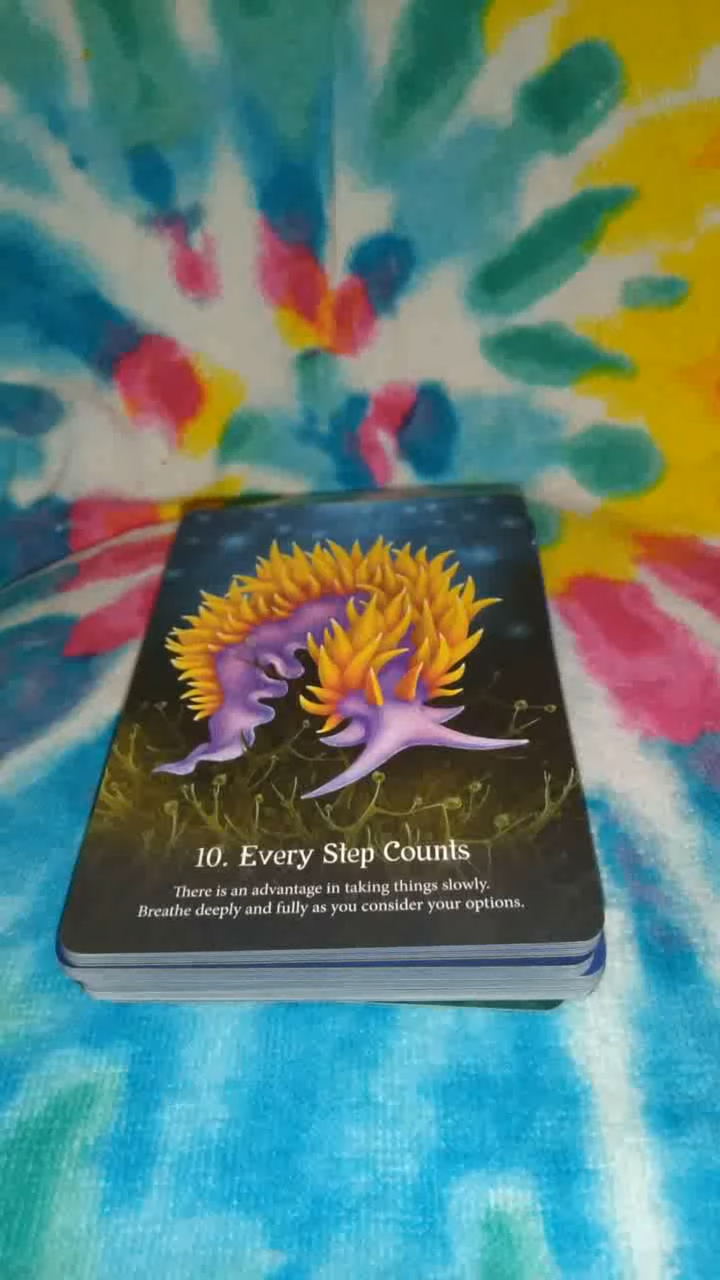 10. Every Step Counts
There is an advantage in taking things slowly.
Breathe deeply and fully as you consider your options.